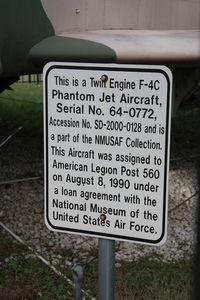 This is a Twin Engine F-4C
Phantom Jet Aircraft,
Serial No. 64-0772,
Accession No. SD-2000-0128 and is
a part of the NMUSAF Collection.
This Aircraft was assigned to
American Legion Post 560
on August 8, 1990 under
a loan agreement with the
National Museum of the
United States Air Force.